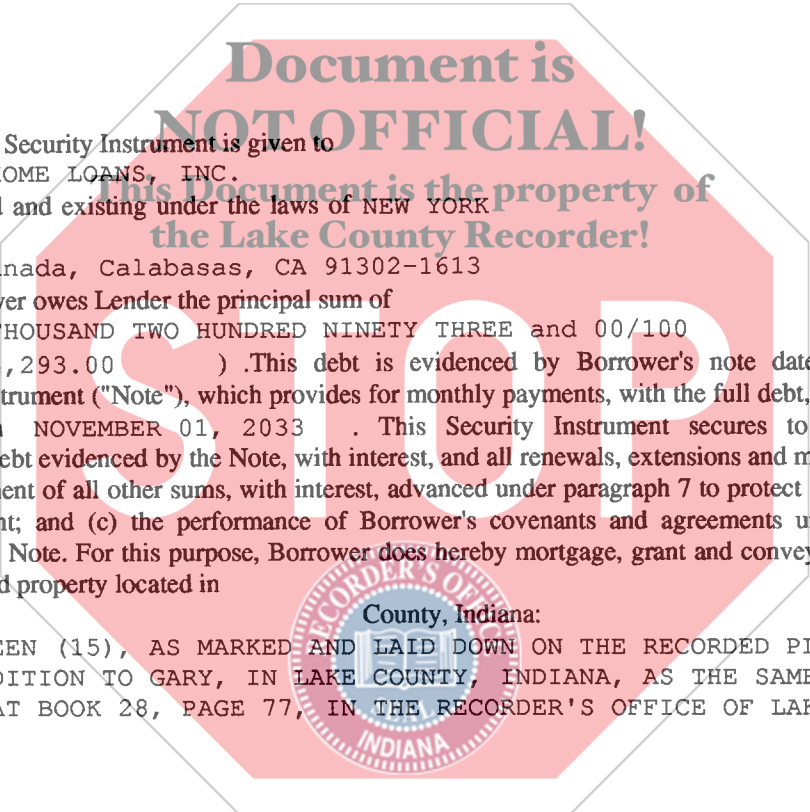 Document is
NOT OFFICIAL!
Security Instrument is given to
OME LOANS, INC.
This Document is the property of
and existing under the laws of NEW YORK
the Lake County Recorder!
nada, Calabasas, CA 91302-1613
ver owes Lender the principal sum of
HOUSAND TWO HUNDRED NINETY THREE and 00/100
,293.00 ) .This debt is evidenced by Borrower's note date
trument ("Note"), which provides for monthly payments, with the full debt,
NOVEMBER 01, 2033 . This Security Instrument secures to
ebt evidenced by the Note, with interest, and all renewals, extensions and m
ent of all other sums, with interest, advanced under paragraph 7 to protect
nt; and (c) the performance of Borrower's covenants and agreements u
Note. For this purpose, Borrower does hereby mortgage, grant and convey
d property located in
County, Indiana:
EEN (15), AS MARKED AND LAID DOWN ON THE RECORDED Pl
DITION TO GARY, IN LAKE COUNTY, INDIANA, AS THE SAME
AT BOOK 28, PAGE 77, IN THE RECORDER'S OFFICE OF LAK
STOP
RECORDER'S OFFICE
SEAL
INDIANA